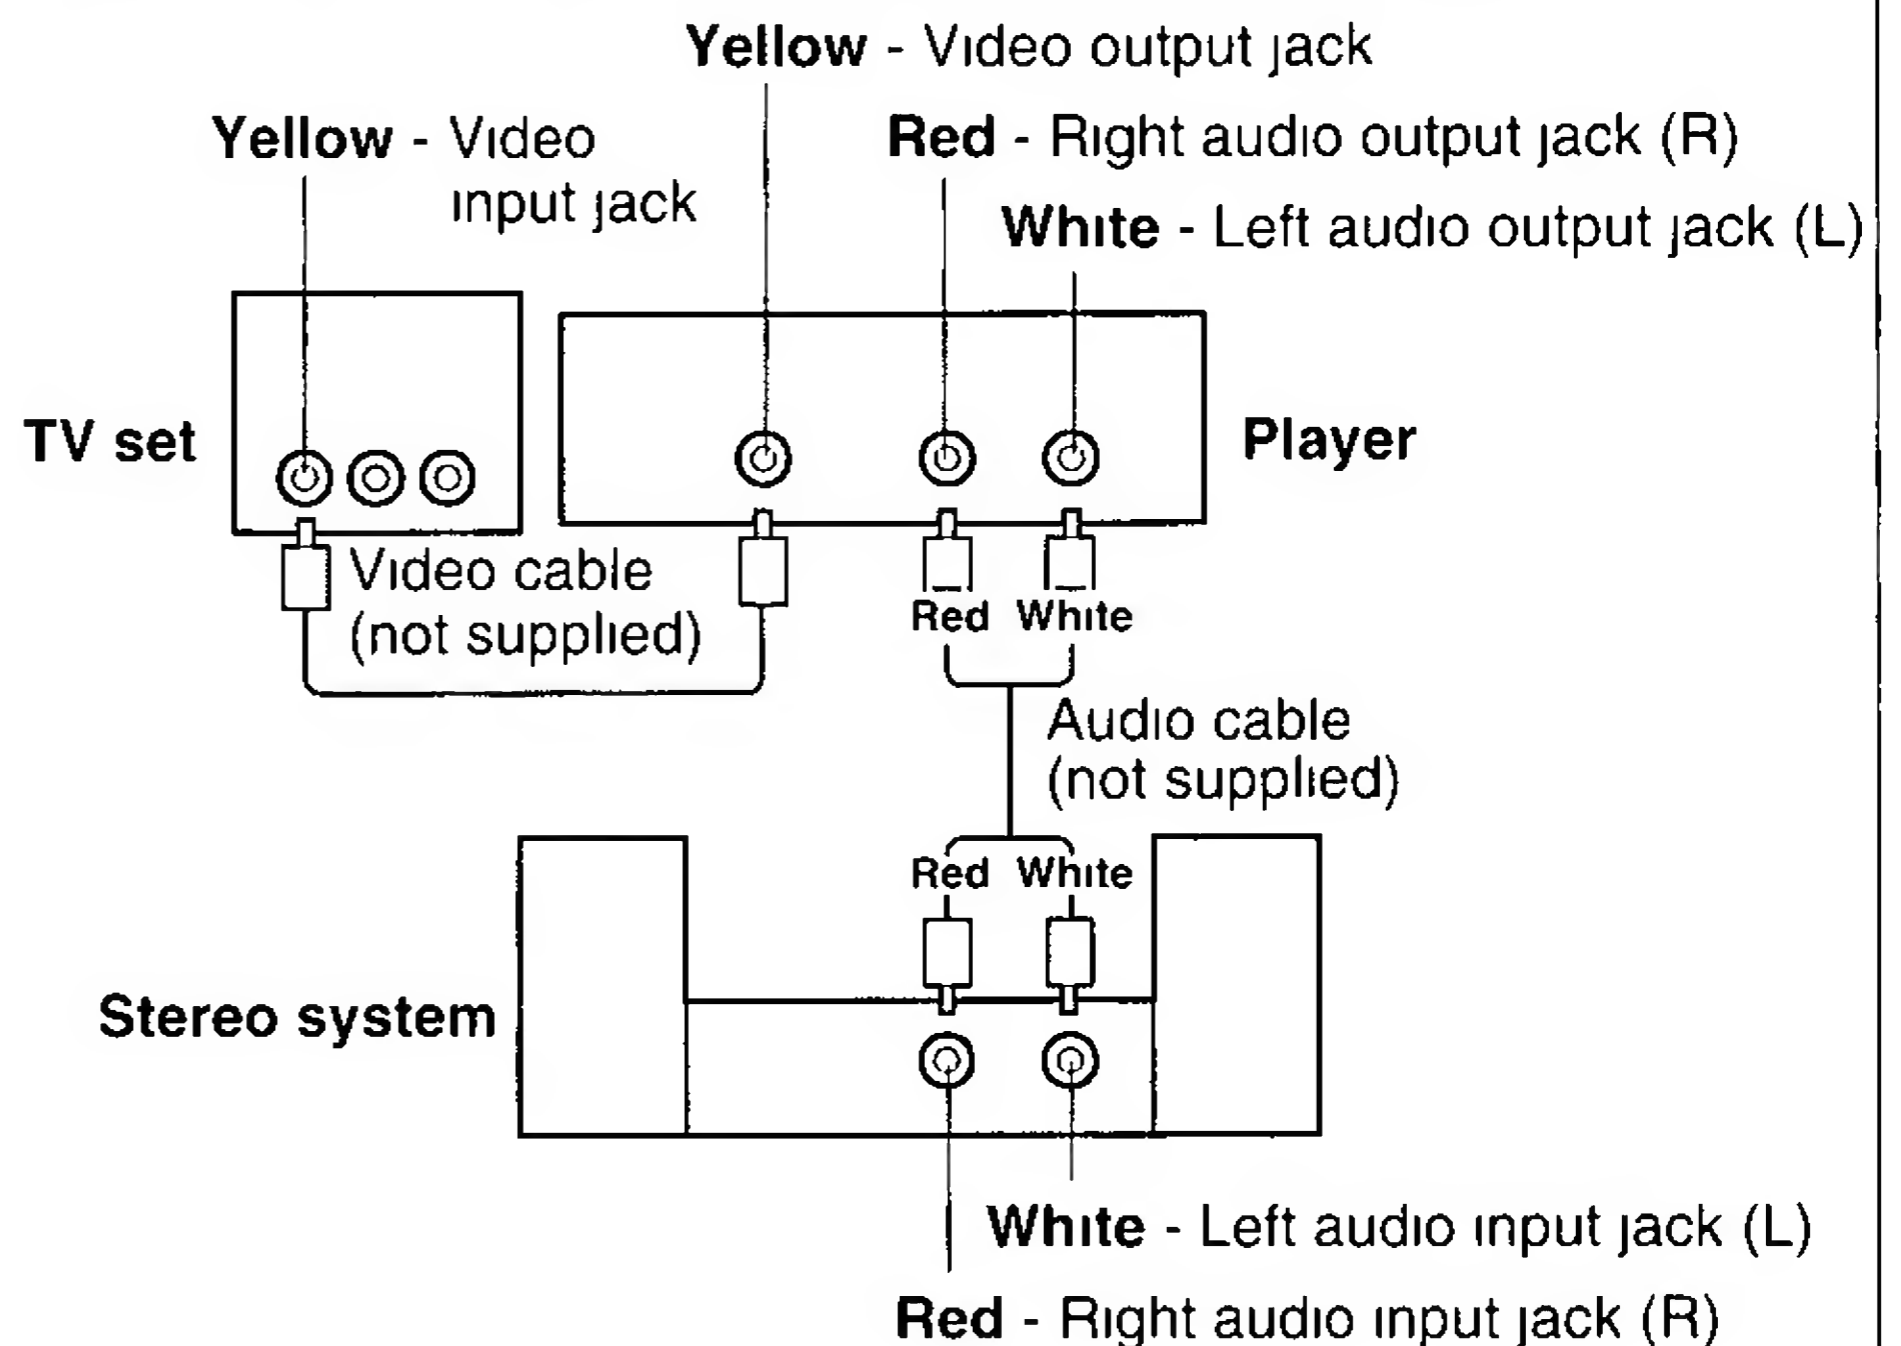 Yellow - Video output jack
Yellow - Video
input jack
Red - Right audio output jack (R)
White - Left audio output jack (L)
TV set
Player
Video cable
(not supplied)
Red White
Audio cable
(not supplied)
Red White
Stereo system
White - Left audio input jack (L)
Red - Right audio input jack (R)